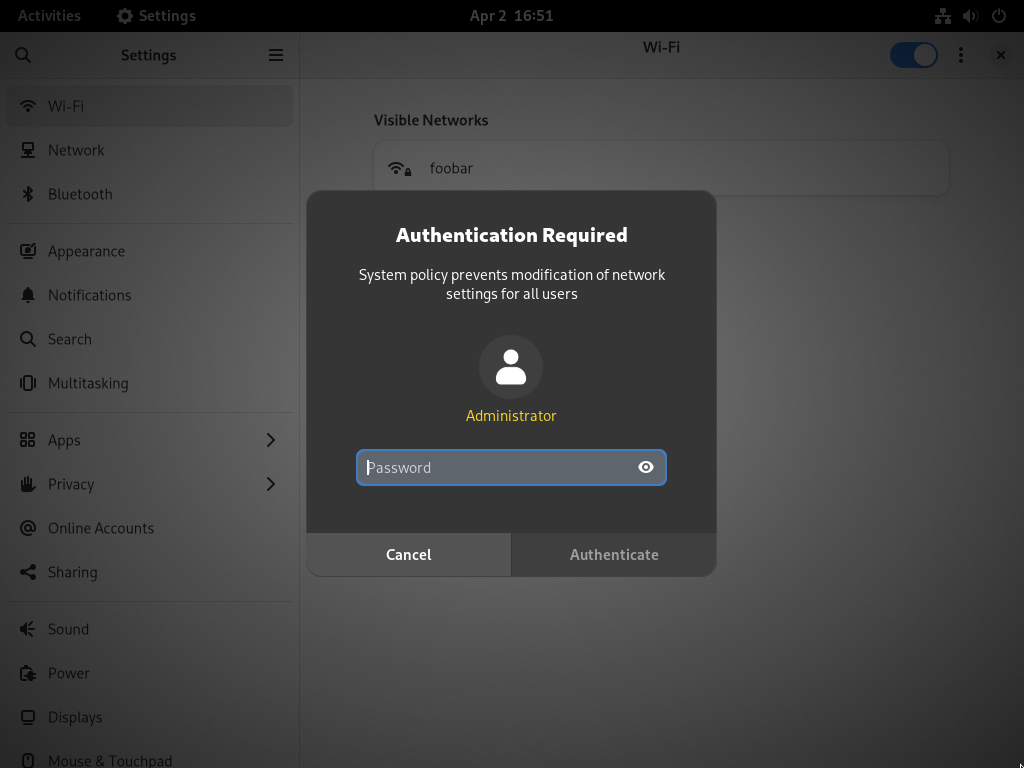 Activities
Settings
Apr 2 16:51
Settings
Wi-Fi
Wi-Fi
Network
Bluetooth
Appearance
Notifications
Search
Multitasking
Apps
Privacy
Online Accounts
Sharing
Sound
Power
Displays
Mouse & Touchpad
Visible Networks
foobar
Authentication Required
System policy prevents modification of network
settings for all users
Administrator
Password
Cancel
Authenticate